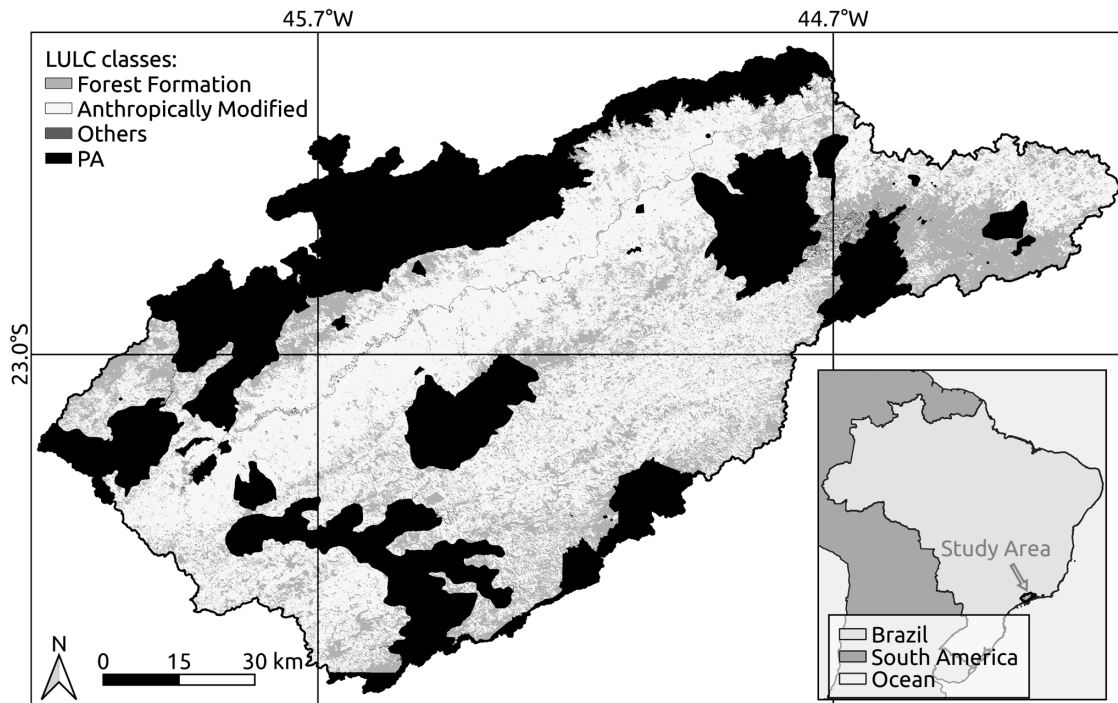 45.7°W
44.7°W
LULC classes:
Forest Formation
Anthropically Modified
Others
PA
23.0°S
Study Area
N
0 15 30 km
Brazil
South America
Ocean